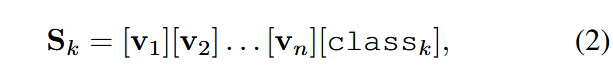 S_k = [v_1][v_2] ... [v_n][class_k], (2)